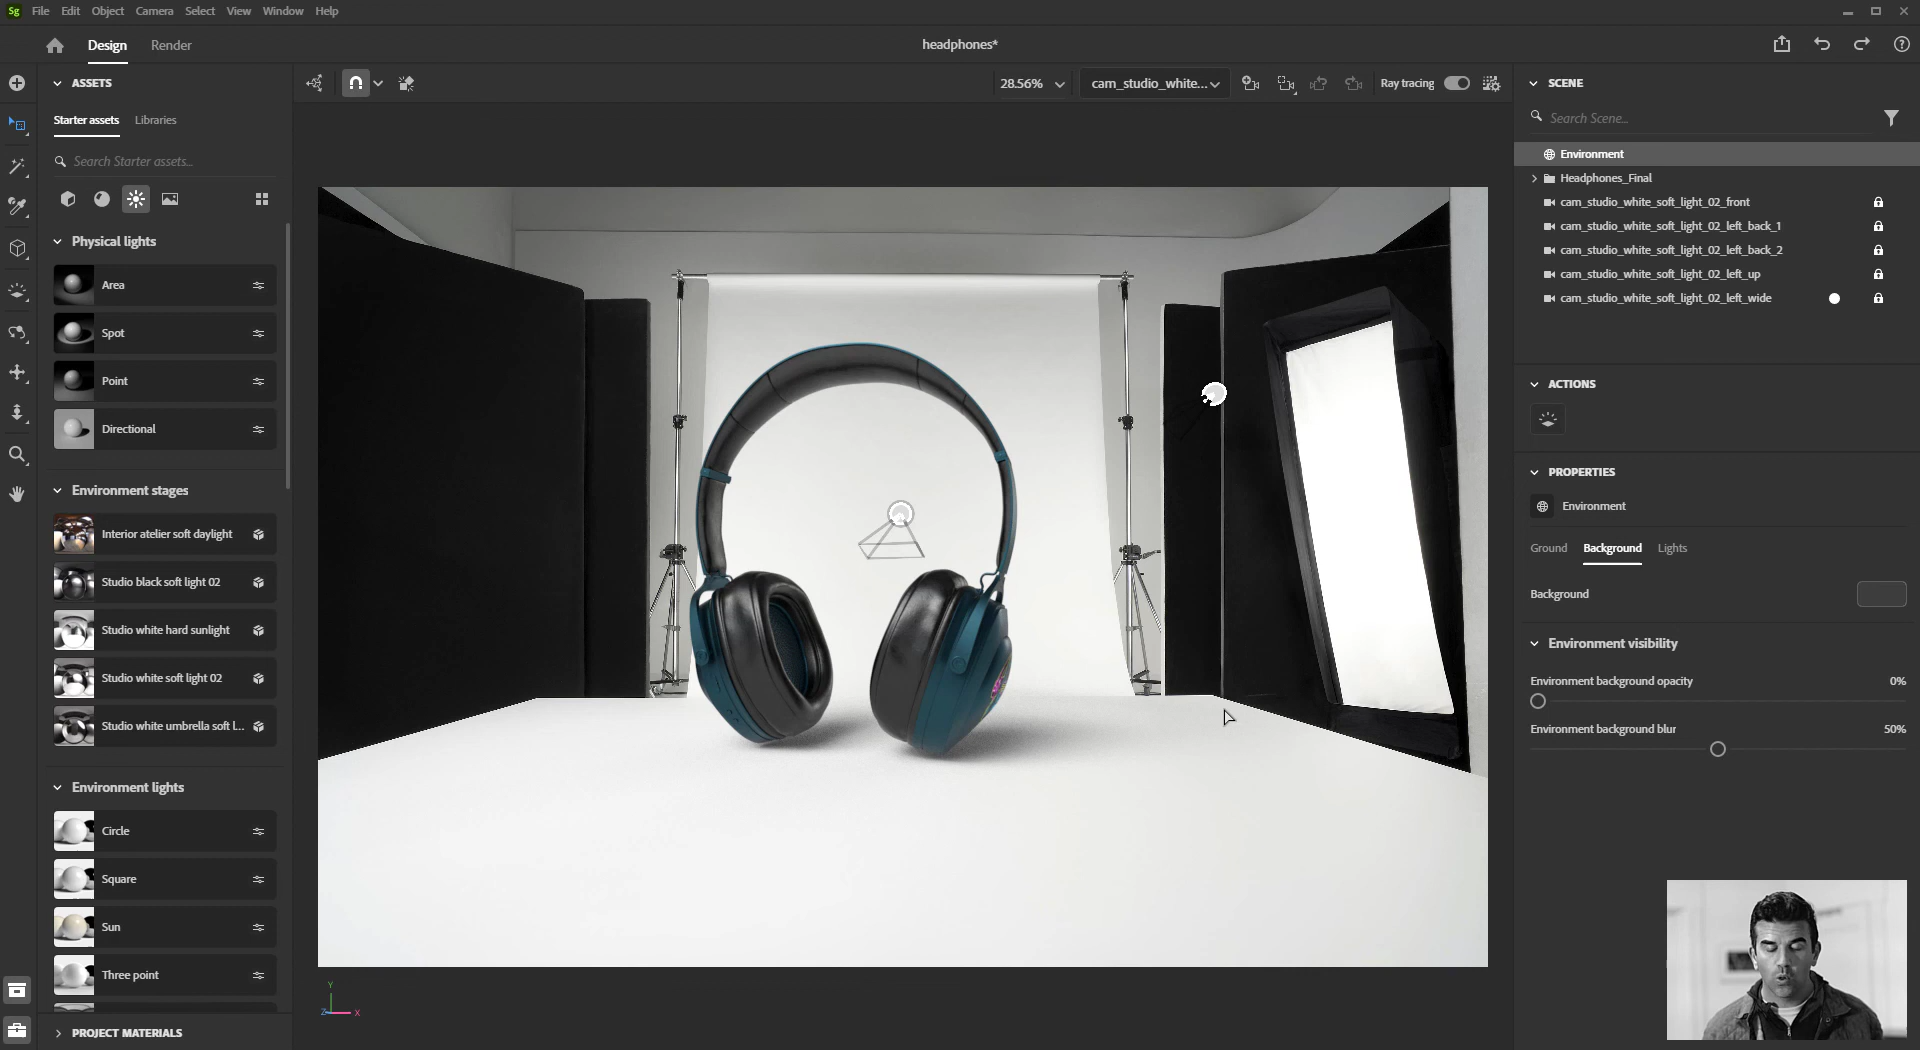 Sg File Edit Object Camera Select View Window Help
Design Render headphones*
ASSETS
Starter assets Libraries
Search Starter assets...
Physical lights
Area
Spot
Point
Directional
Environment stages
Interior atelier soft daylight
Studio black soft light 02
Studio white hard sunlight
Studio white soft light 02
Studio white umbrella soft l...
Environment lights
Circle
Square
Sun
Three point
PROJECT MATERIALS
28.56% cam_studio_white... Ray tracing
Y
Z X
SCENE
Search Scene...
Environment
Headphones_Final
cam_studio_white_soft_light_02_front
cam_studio_white_soft_light_02_left_back_1
cam_studio_white_soft_light_02_left_back_2
cam_studio_white_soft_light_02_left_up
cam_studio_white_soft_light_02_left_wide
ACTIONS
PROPERTIES
Environment
Ground Background Lights
Background
Environment visibility
Environment background opacity 0%
Environment background blur 50%